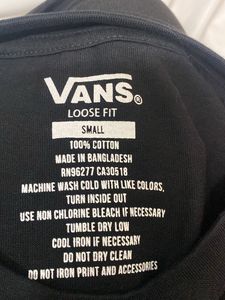 VANS®
LOOSE FIT
SMALL
100% COTTON
MADE IN BANGLADESH
RN96277 CA30518
MACHINE WASH COLD WITH LIKE COLORS.
TURN INSIDE OUT
USE NON CHLORINE BLEACH IF NECESSARY
TUMBLE DRY LOW
COOL IRON IF NECESSARY
DO NOT DRY CLEAN
DO NOT IRON PRINT AND ACCESSORIES